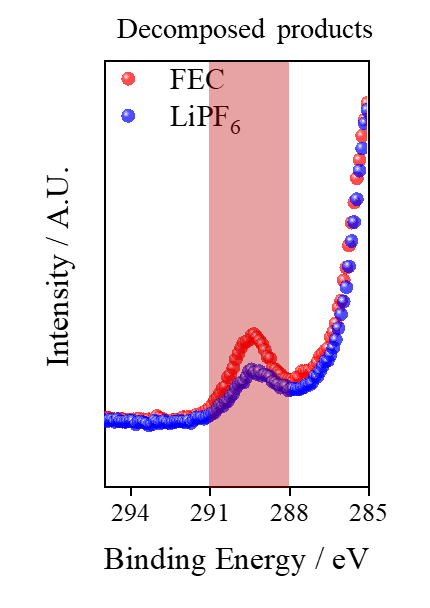 Decomposed products
FEC
LiPF6
Intensity / A.U.
294 291 288 285
Binding Energy / eV